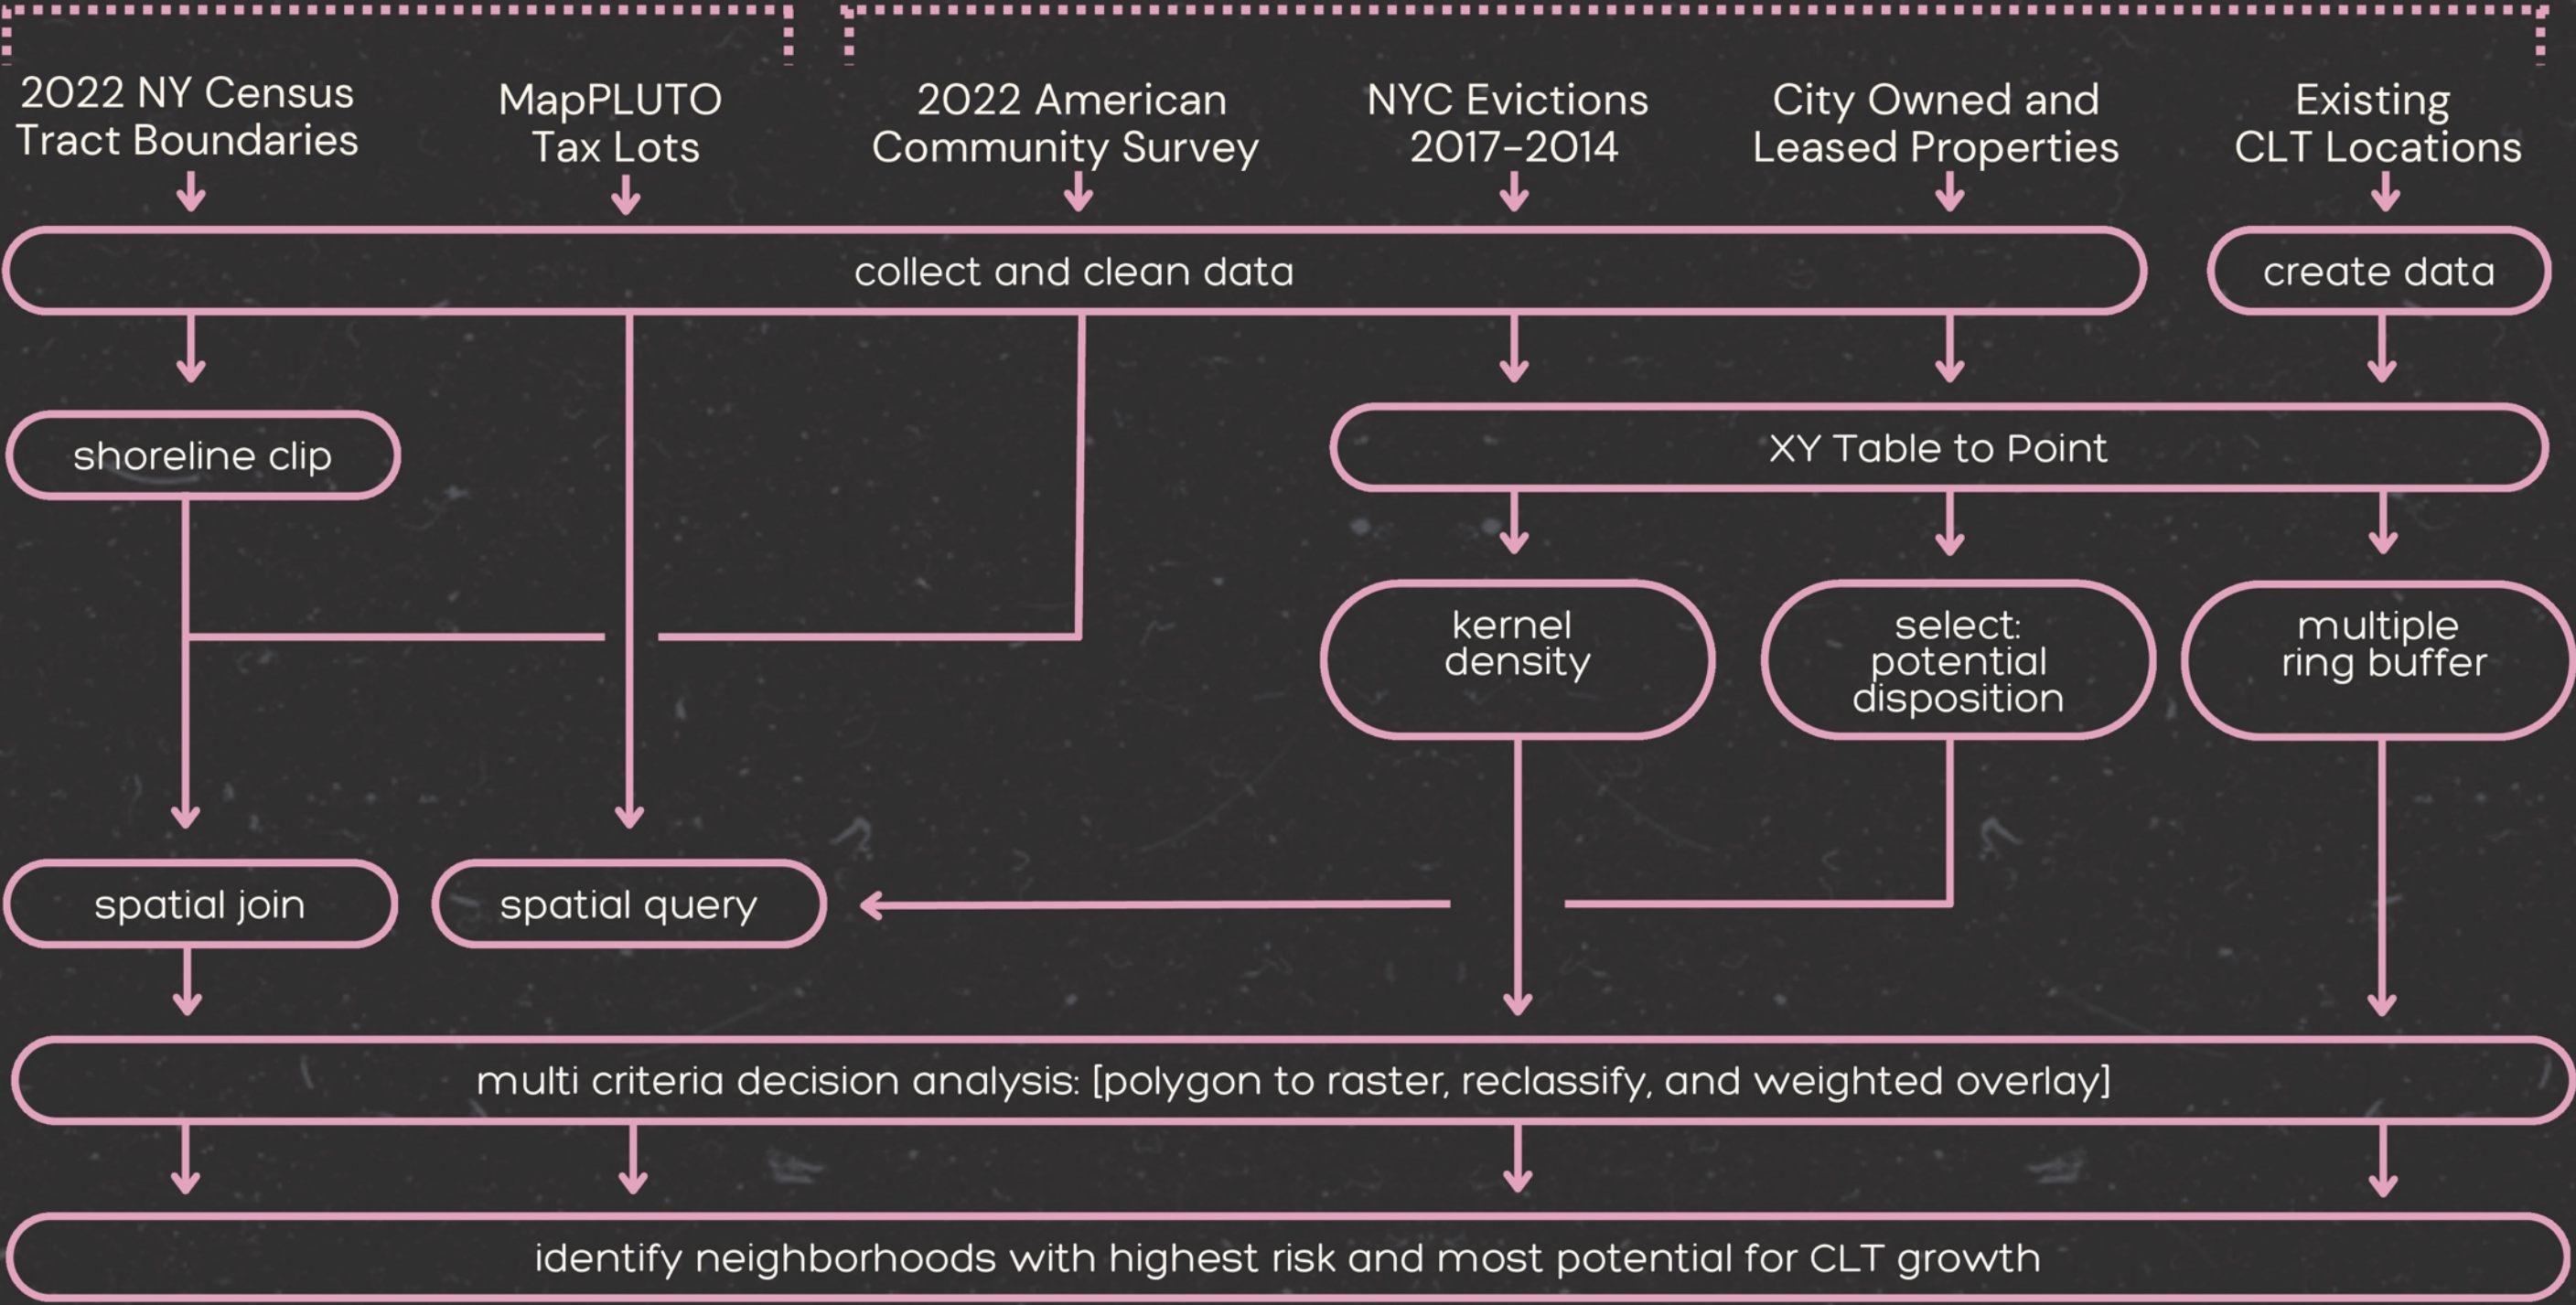 2022 NY Census
Tract Boundaries
MapPLUTO
Tax Lots
2022 American
Community Survey
NYC Evictions
2017-2014
City Owned and
Leased Properties
Existing
CLT Locations
collect and clean data
create data
shoreline clip
XY Table to Point
kernel
density
select:
potential
disposition
multiple
ring buffer
spatial join
spatial query
multi criteria decision analysis: [polygon to raster, reclassify, and weighted overlay]
identify neighborhoods with highest risk and most potential for CLT growth